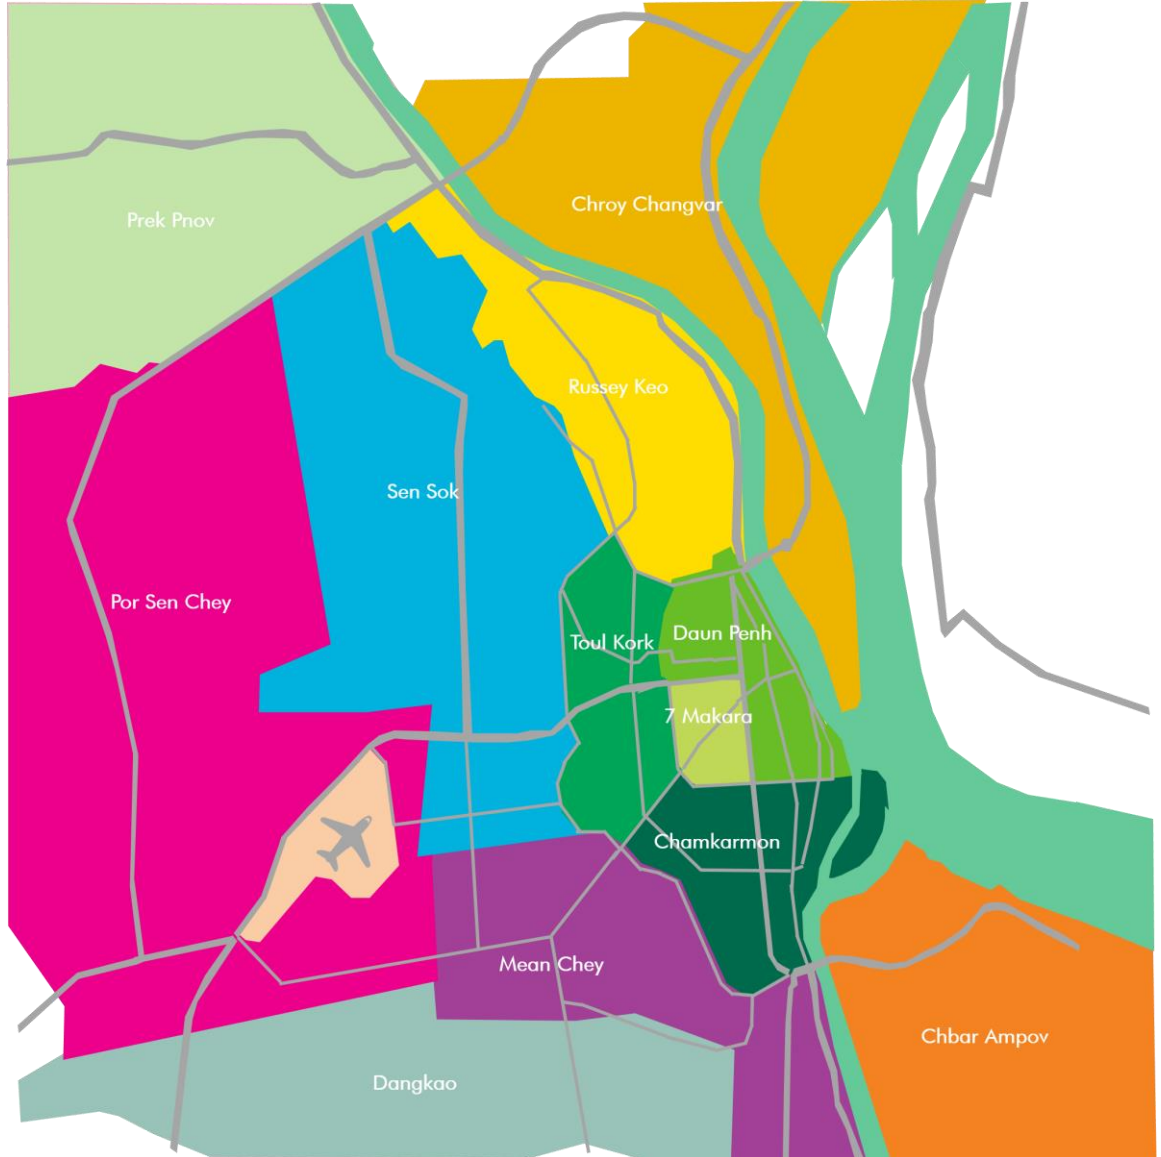 Chroy Changvar
Prek Pnov
Russey Keo
Sen Sok
Por Sen Chey
Toul Kork
Daun Penh
7 Makara
Chamkarmon
Mean Chey
Chbar Ampov
Dangkao